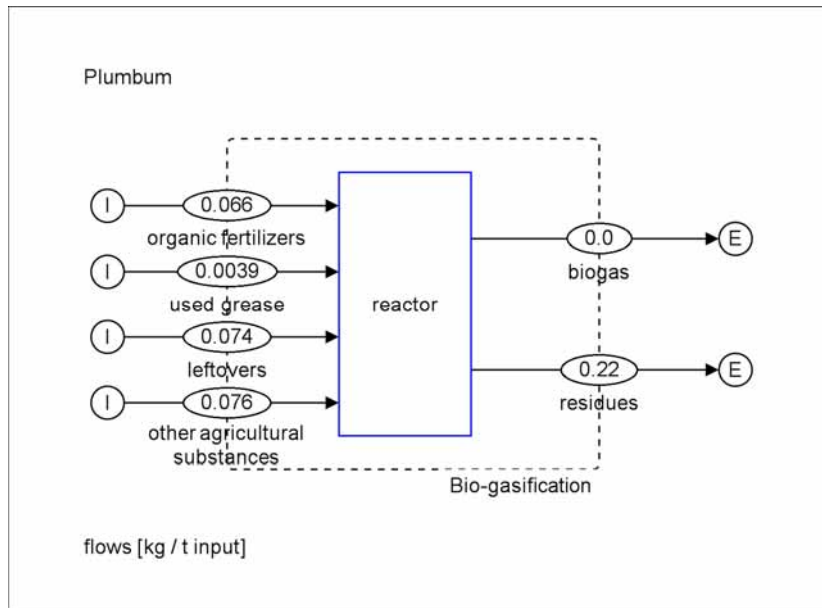 Plumbum
I
0.066
organic fertilizers
I
0.0039
used grease
I
0.074
leftovers
I
0.076
other agricultural
substances
reactor
0.0
E
biogas
0.22
E
residues
Bio-gasification
flows [kg / t input]